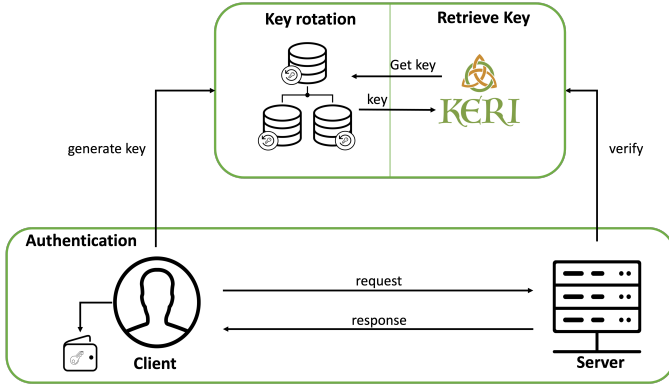 Key rotation
Retrieve Key
Get key
key
KERI
generate key
verify
Authentication
request
response
Client
Server